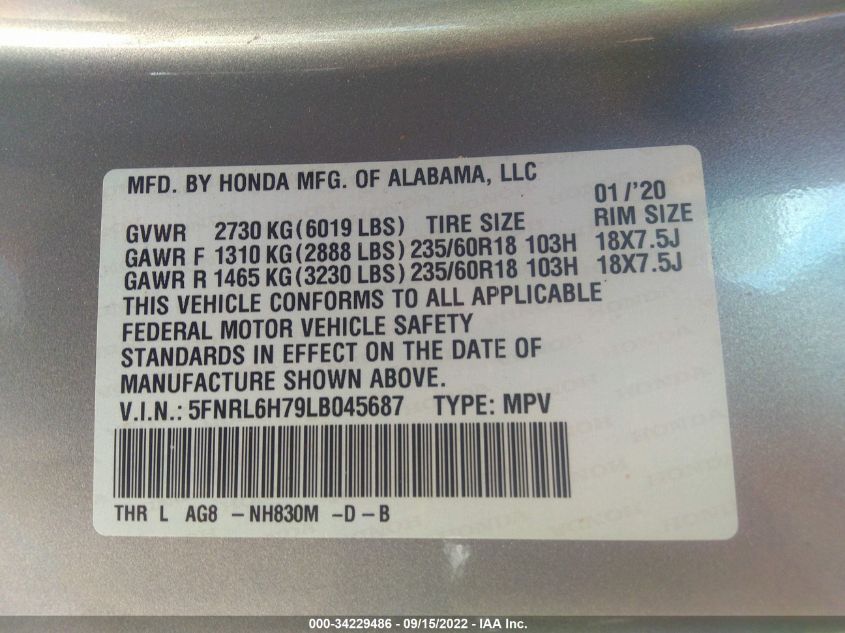 MFD. BY HONDA MFG. OF ALABAMA, LLC
01/'20
GVWR 2730 KG(6019 LBS) TIRE SIZE RIM SIZE
GAWR F 1310 KG(2888 LBS) 235/60R18 103H 18X7.5J
GAWR R 1465 KG(3230 LBS) 235/60R18 103H 18X7.5J
THIS VEHICLE CONFORMS TO ALL APPLICABLE
FEDERAL MOTOR VEHICLE SAFETY
STANDARDS IN EFFECT ON THE DATE OF
MANUFACTURE SHOWN ABOVE.
V.I.N.: 5FNRL6H79LB045687 TYPE: MPV
THR L AG8 -NH830M -D-B
000-34229486 - 09/15/2022 - IAA Inc.